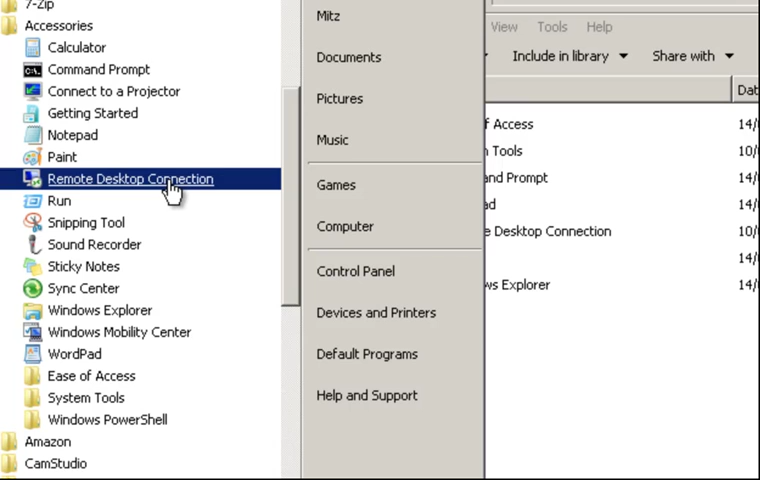 7-Zip
Accessories
Calculator
Command Prompt
Connect to a Projector
Getting Started
Notepad
Paint
Remote Desktop Connection
Run
Snipping Tool
Sound Recorder
Sticky Notes
Sync Center
Windows Explorer
Windows Mobility Center
WordPad
Ease of Access
System Tools
Windows PowerShell
Amazon
CamStudio
Mitz
Documents
Pictures
Music
Games
Computer
Control Panel
Devices and Printers
Default Programs
Help and Support
View Tools Help
Include in library Share with
Dat
f Access 14/
n Tools 10/
and Prompt 14/
ad 14/
e Desktop Connection 10/
14/
ws Explorer 14/